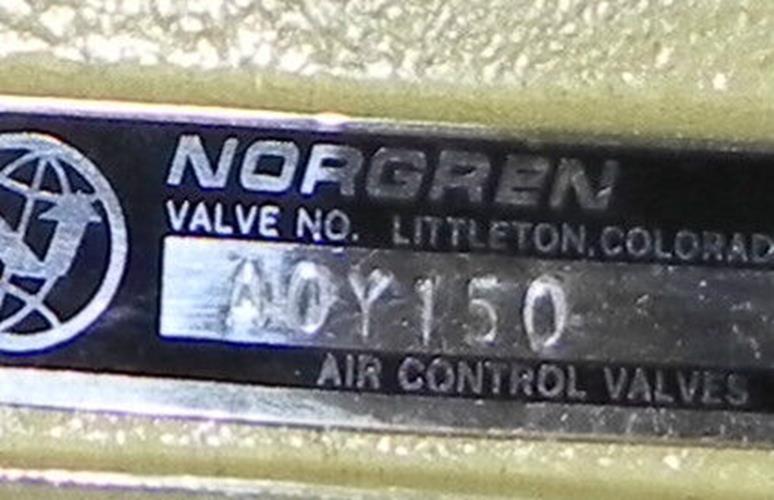 NORGREN
VALVE NO. LITTLETON, COLORAD
A0Y150
AIR CONTROL VALVES